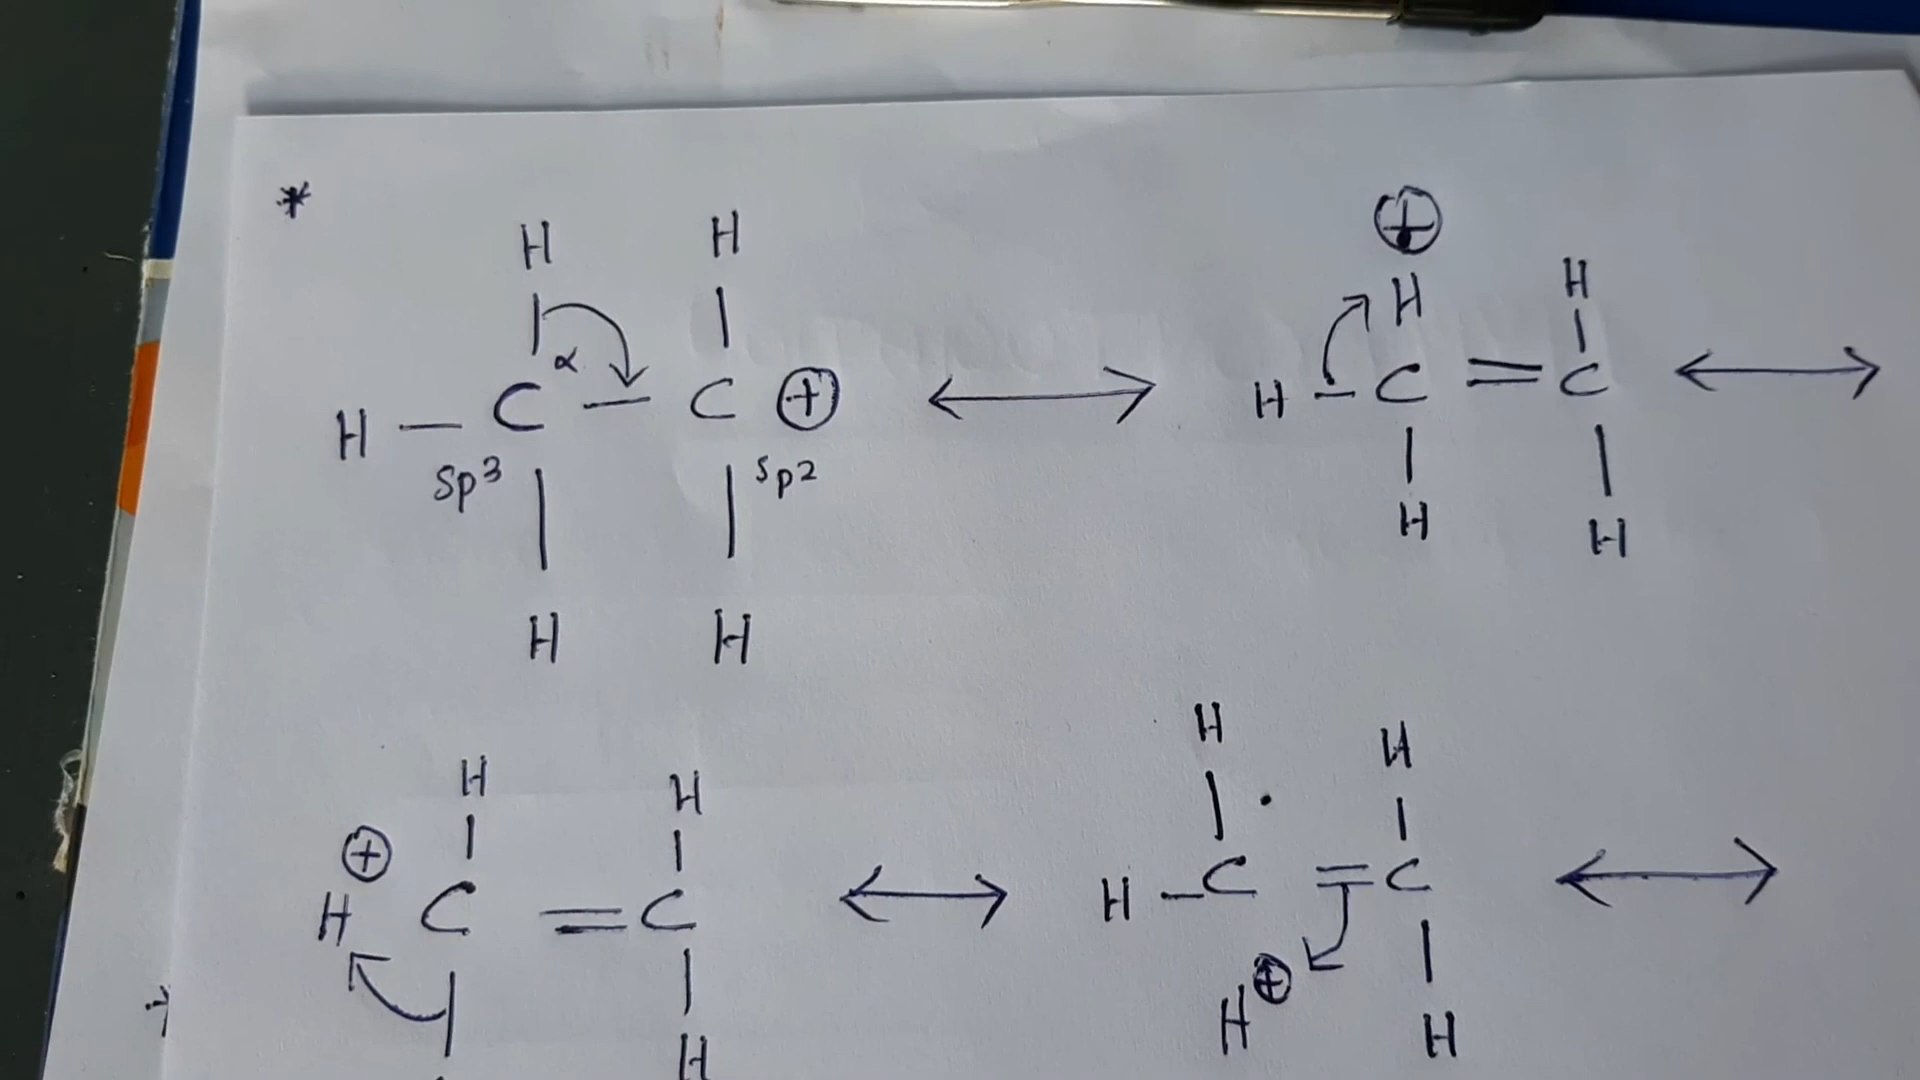 *
H H
H — C α — C ⊕
sp3 sp2
H H
⟷
⊕
H H
H – C = C
H H
⟷
H H
⊕
H C = C
H
⟷
H H
H – C = C
H ⊕ H
⟷